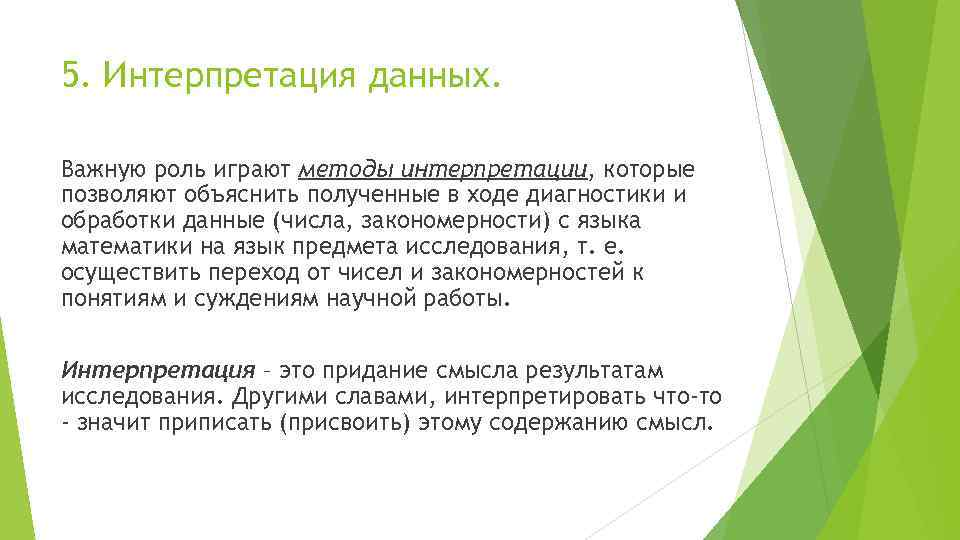 5. Интерпретация данных.
Важную роль играют методы интерпретации, которые
позволяют объяснить полученные в ходе диагностики и
обработки данные (числа, закономерности) с языка
математики на язык предмета исследования, т. е.
осуществить переход от чисел и закономерностей к
понятиям и суждениям научной работы.
Интерпретация – это придание смысла результатам
исследования. Другими славами, интерпретировать что-то
- значит приписать (присвоить) этому содержанию смысл.